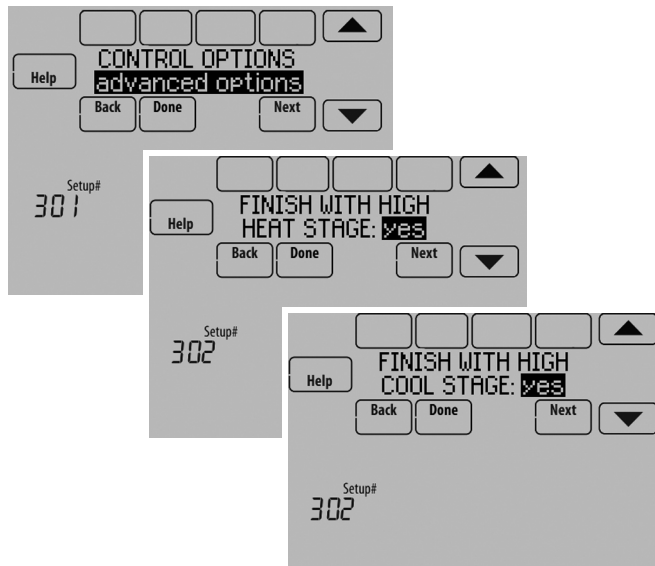 CONTROL OPTIONS
Help
advanced options
Back Done Next
Setup#
301
FINISH WITH HIGH
Help
HEAT STAGE: yes
Back Done Next
Setup#
302
FINISH WITH HIGH
Help
COOL STAGE: yes
Back Done Next
Setup#
302